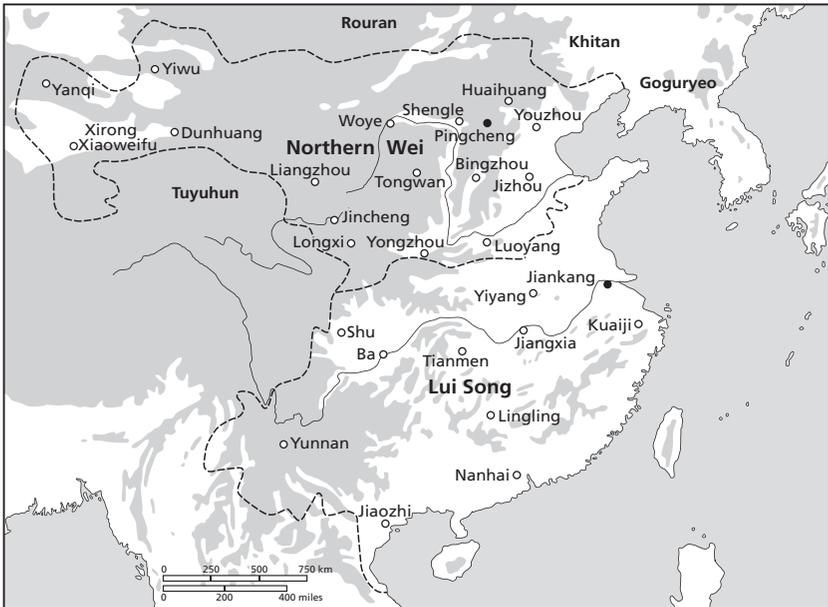 Rouran
Khitan
Goguryeo
Yiwu
Yanqi
Huaihuang
Shengle
Youzhou
Woye
Pingcheng
Xirong
Xiaoweifu
Dunhuang
Northern Wei
Bingzhou
Liangzhou
Tongwan
Jizhou
Tuyuhun
Jincheng
Longxi
Yongzhou
Luoyang
Jiankang
Yiyang
Shu
Kuaiji
Jiangxia
Ba
Tianmen
Lui Song
Lingling
Yunnan
Nanhai
Jiaozhi
0 250 500 750 km
0 200 400 miles